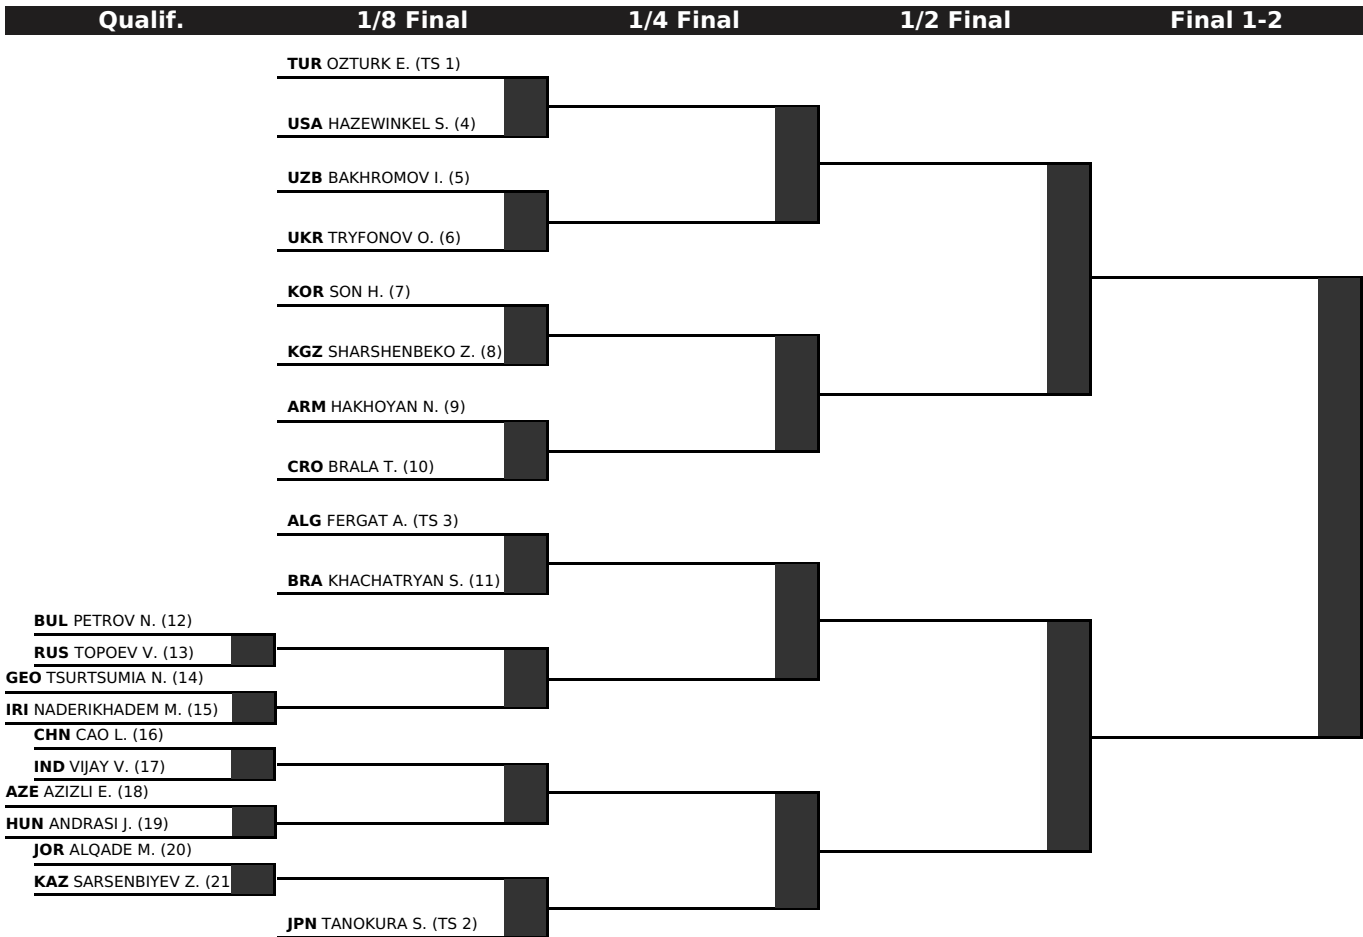 Qualif. 1/8 Final 1/4 Final 1/2 Final Final 1-2
TUR OZTURK E. (TS 1)
USA HAZEWINKEL S. (4)
UZB BAKHROMOV I. (5)
UKR TRYFONOV O. (6)
KOR SON H. (7)
KGZ SHARSHENBEKO Z. (8)
ARM HAKHOYAN N. (9)
CRO BRALA T. (10)
ALG FERGAT A. (TS 3)
BRA KHACHATRYAN S. (11)
BUL PETROV N. (12)
RUS TOPOEV V. (13)
GEO TSURTSUMIA N. (14)
IRI NADERIKHADEM M. (15)
CHN CAO L. (16)
IND VIJAY V. (17)
AZE AZIZLI E. (18)
HUN ANDRASI J. (19)
JOR ALQADE M. (20)
KAZ SARSENBIYEV Z. (21
JPN TANOKURA S. (TS 2)